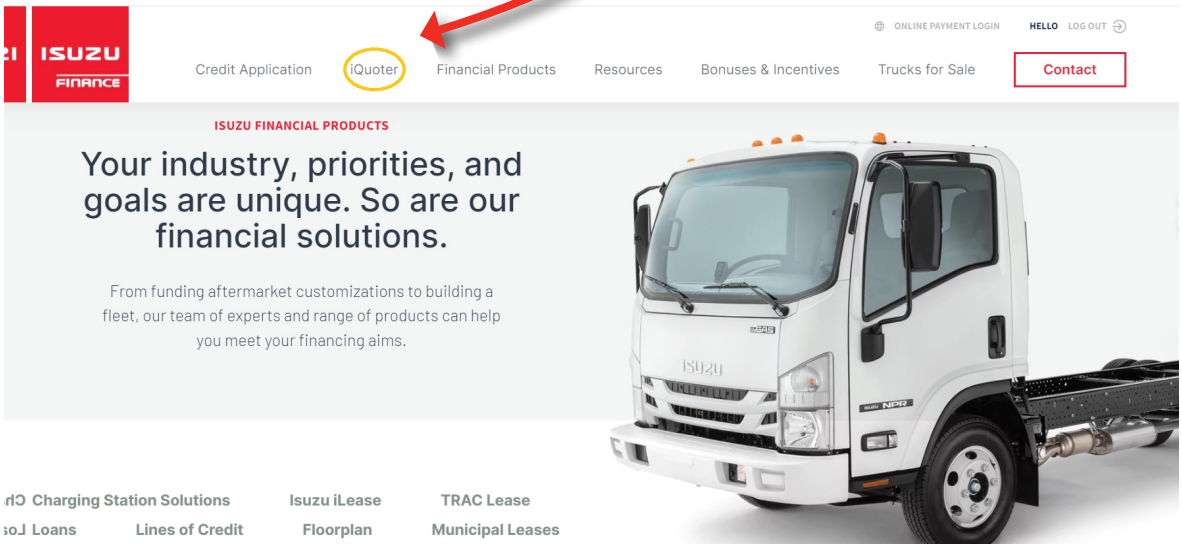 ONLINE PAYMENT LOGIN HELLO LOG OUT
ISUZU
FINANCE
Credit Application iQuoter Financial Products Resources Bonuses & Incentives Trucks for Sale Contact
ISUZU FINANCIAL PRODUCTS
Your industry, priorities, and
goals are unique. So are our
financial solutions.
From funding aftermarket customizations to building a
fleet, our team of experts and range of products can help
you meet your financing aims.
GAS
ISUZU
ISUZU NPR
Charging Station Solutions Isuzu iLease TRAC Lease
Loans Lines of Credit Floorplan Municipal Leases